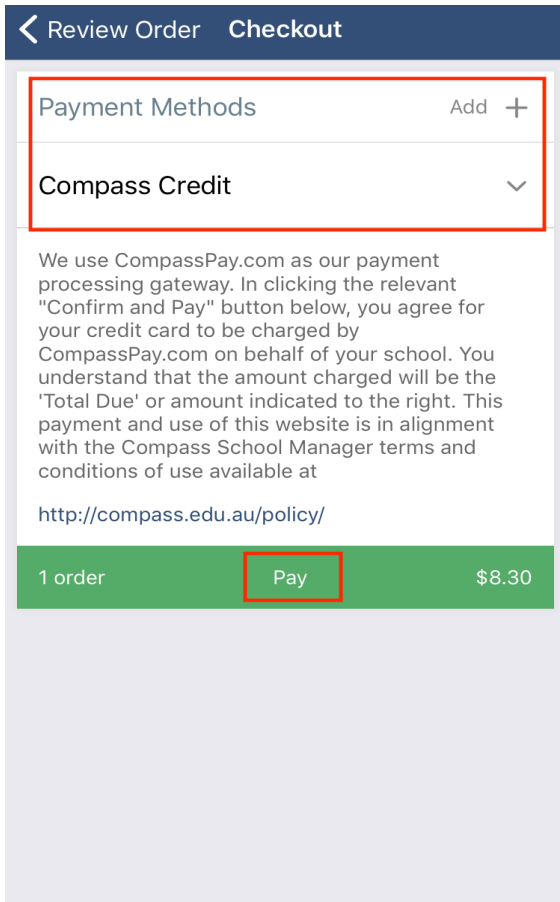 Review Order Checkout
Payment Methods Add +
Compass Credit
We use CompassPay.com as our payment
processing gateway. In clicking the relevant
"Confirm and Pay" button below, you agree for
your credit card to be charged by
CompassPay.com on behalf of your school. You
understand that the amount charged will be the
'Total Due' or amount indicated to the right. This
payment and use of this website is in alignment
with the Compass School Manager terms and
conditions of use available at
http://compass.edu.au/policy/
1 order Pay $8.30